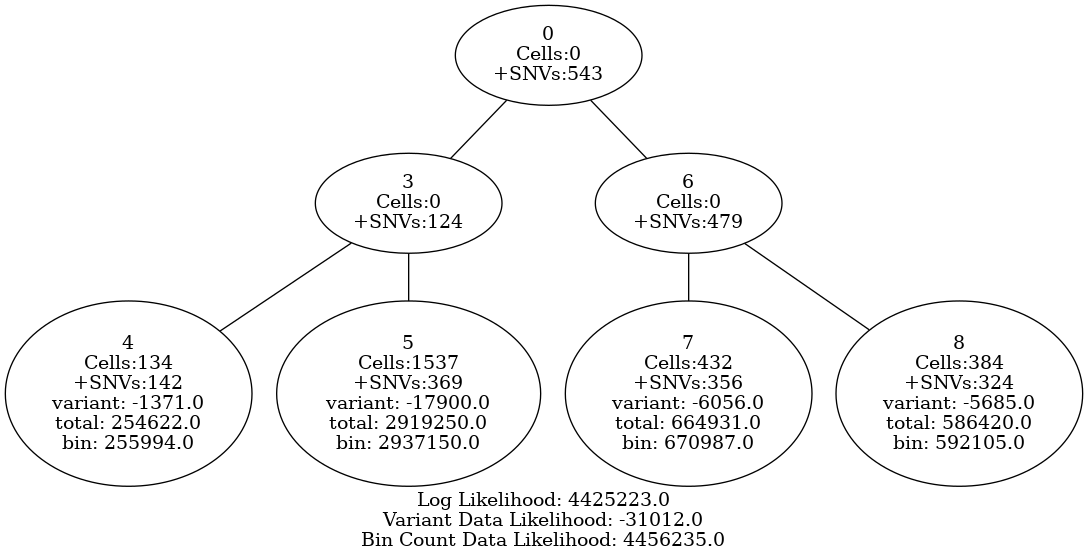 0
Cells:0
+SNVs:543
3
Cells:0
+SNVs:124
6
Cells:0
+SNVs:479
4
Cells:134
+SNVs:142
variant: -1371.0
total: 254622.0
bin: 255994.0
5
Cells:1537
+SNVs:369
variant: -17900.0
total: 2919250.0
bin: 2937150.0
7
Cells:432
+SNVs:356
variant: -6056.0
total: 664931.0
bin: 670987.0
8
Cells:384
+SNVs:324
variant: -5685.0
total: 586420.0
bin: 592105.0
Log Likelihood: 4425223.0
Variant Data Likelihood: -31012.0
Bin Count Data Likelihood: 4456235.0